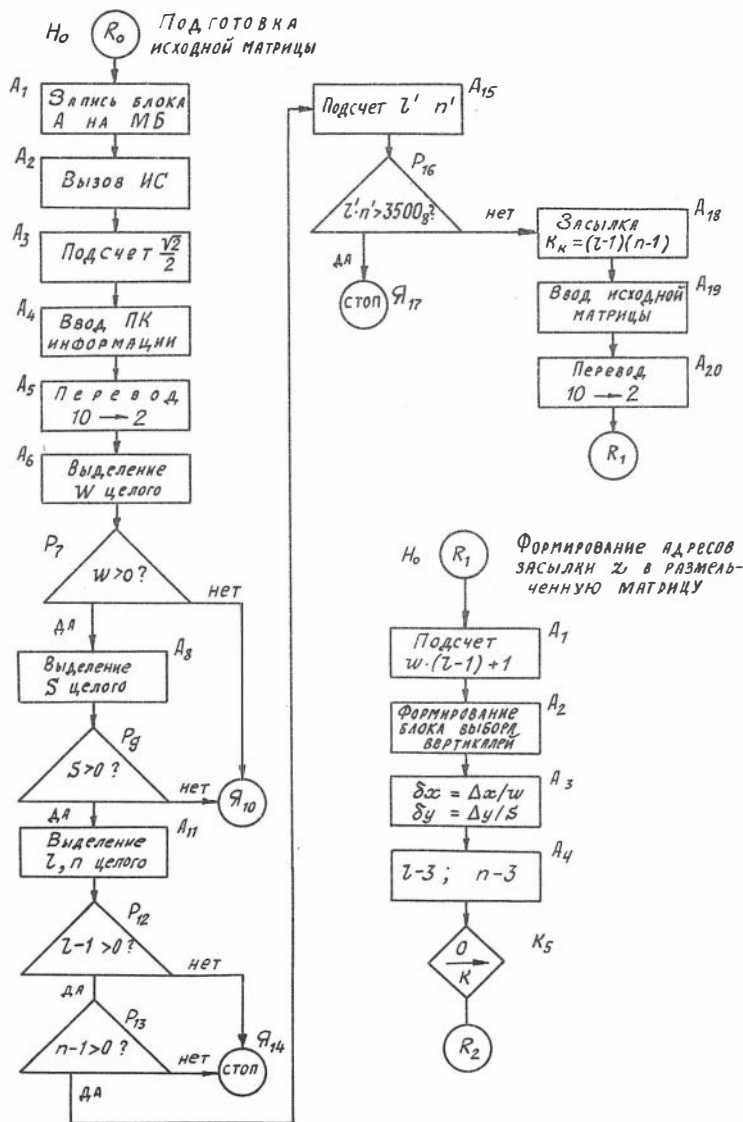 H₀ R₀ ПОДГОТОВКА
ИСХОДНОЙ МАТРИЦЫ
A₁
ЗАПИСЬ БЛОКА
А НА МБ
A₂
ВЫЗОВ ИС
A₃
ПОДСЧЕТ √2/2
A₄
ВВОД ПК
ИНФОРМАЦИИ
A₅
ПЕРЕВОД
10 → 2
A₆
ВЫДЕЛЕНИЕ
W ЦЕЛОГО
P₇
w>0?
НЕТ
ДА
A₈
ВЫДЕЛЕНИЕ
S ЦЕЛОГО
P₉
S>0?
НЕТ
Я₁₀
ДА
A₁₁
ВЫДЕЛЕНИЕ
l, n ЦЕЛОГО
P₁₂
l-1>0?
НЕТ
ДА
P₁₃
n-1>0?
НЕТ
Я₁₄
СТОП
ДА
A₁₅
ПОДСЧЕТ l' n'
P₁₆
l'·n'>3500₈?
НЕТ
ДА
СТОП Я₁₇
A₁₈
ЗАСЫЛКА
Kₖ=(l-1)(n-1)
A₁₉
ВВОД ИСХОДНОЙ
МАТРИЦЫ
A₂₀
ПЕРЕВОД
10 → 2
R₁
H₀ R₁ ФОРМИРОВАНИЕ АДРЕСОВ
ЗАСЫЛКИ z В РАЗМЕЛЬ-
ЧЕННУЮ МАТРИЦУ
A₁
ПОДСЧЕТ
w·(l-1)+1
A₂
ФОРМИРОВАНИЕ
БЛОКА ВЫБОРА
ВЕРТИКАЛЕЙ
A₃
δx = Δx/w
δy = Δy/S
A₄
l-3; n-3
K₅
0 → K
R₂